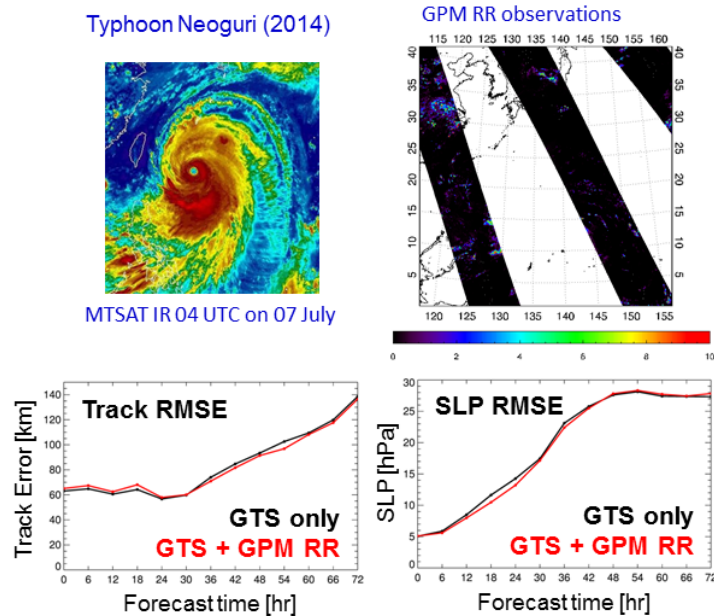 Typhoon Neoguri (2014)
GPM RR observations
115 120 125 130 135 140 145 150 155 160
40
35
30
25
20
15
10
5
40
35
30
25
20
15
10
5
120 125 130 135 140 145 150 155
MTSAT IR 04 UTC on 07 July
0 2 4 6 8 10
Track RMSE
Track Error [km]
140
120
100
80
60
40
20
0
GTS only
GTS + GPM RR
0 6 12 18 24 30 36 42 48 54 60 66 72
Forecast time [hr]
SLP RMSE
SLP [hPa]
30
25
20
15
10
5
0
GTS only
GTS + GPM RR
0 6 12 18 24 30 36 42 48 54 60 66 72
Forecast time [hr]